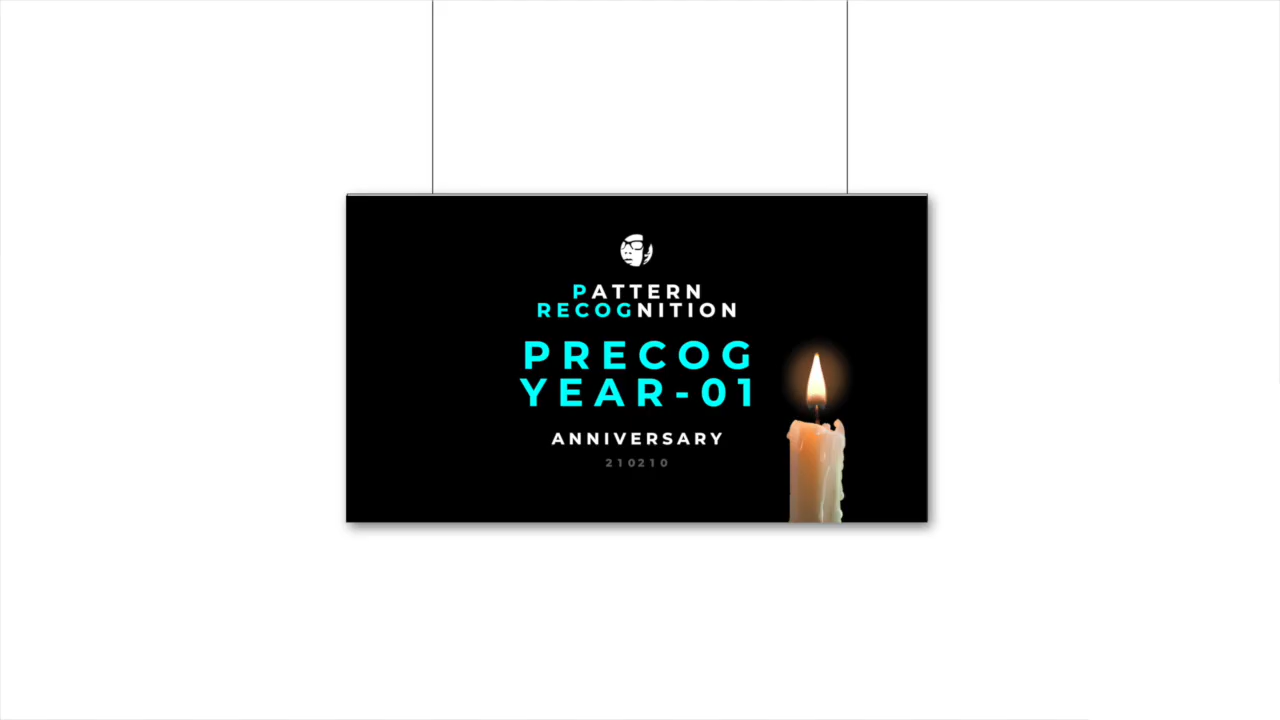 PATTERN
RECOGNITION
PRECOG
YEAR-01
ANNIVERSARY
210210